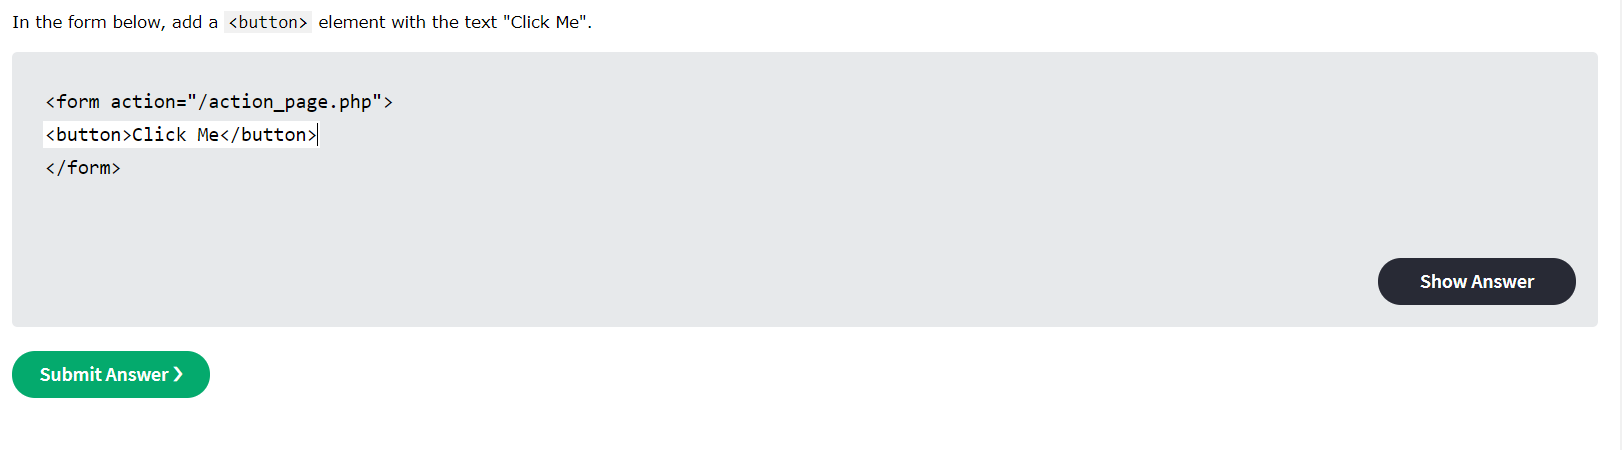 In the form below, add a <button> element with the text "Click Me".
<form action="/action_page.php">
<button>Click Me</button>
</form>
Show Answer
Submit Answer ❯